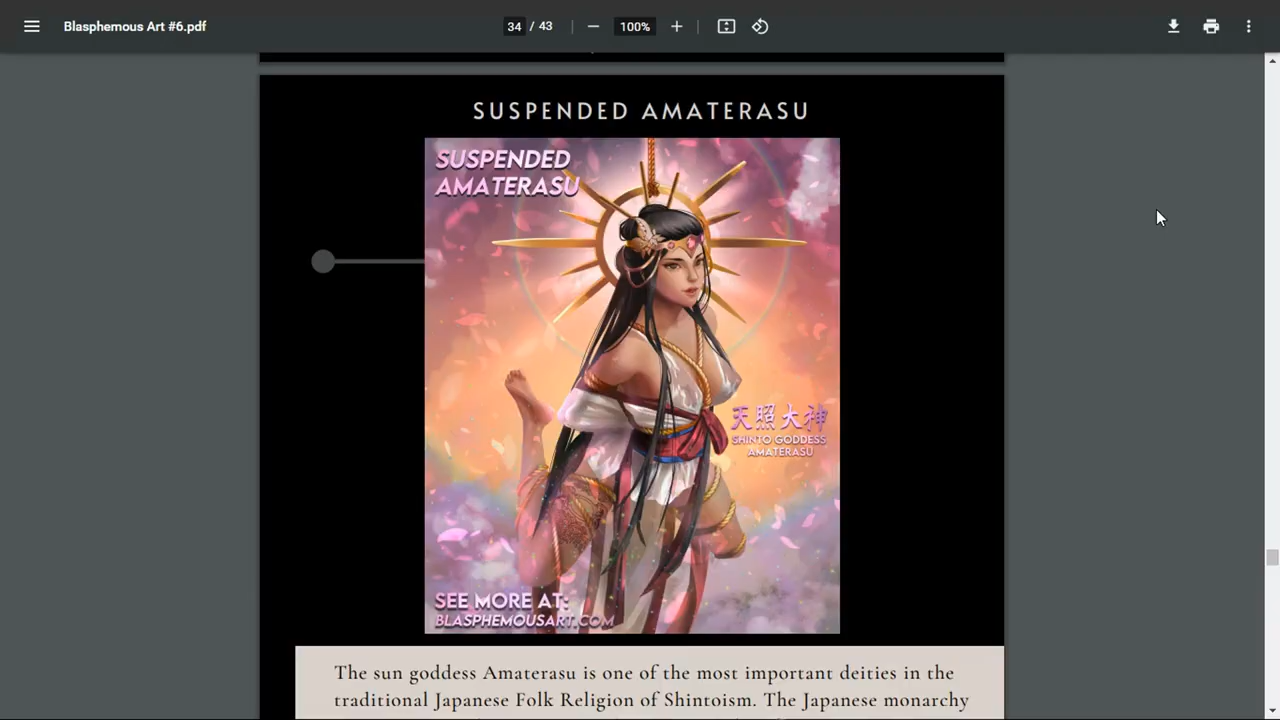 Blasphemous Art #6.pdf
34 / 43
100%
SUSPENDED AMATERASU
SUSPENDED
AMATERASU
天照大神
SHINTO GODDESS
AMATERASU
SEE MORE AT:
BLASPHEMOUSART.COM
The sun goddess Amaterasu is one of the most important deities in the
traditional Japanese Folk Religion of Shintoism. The Japanese monarchy